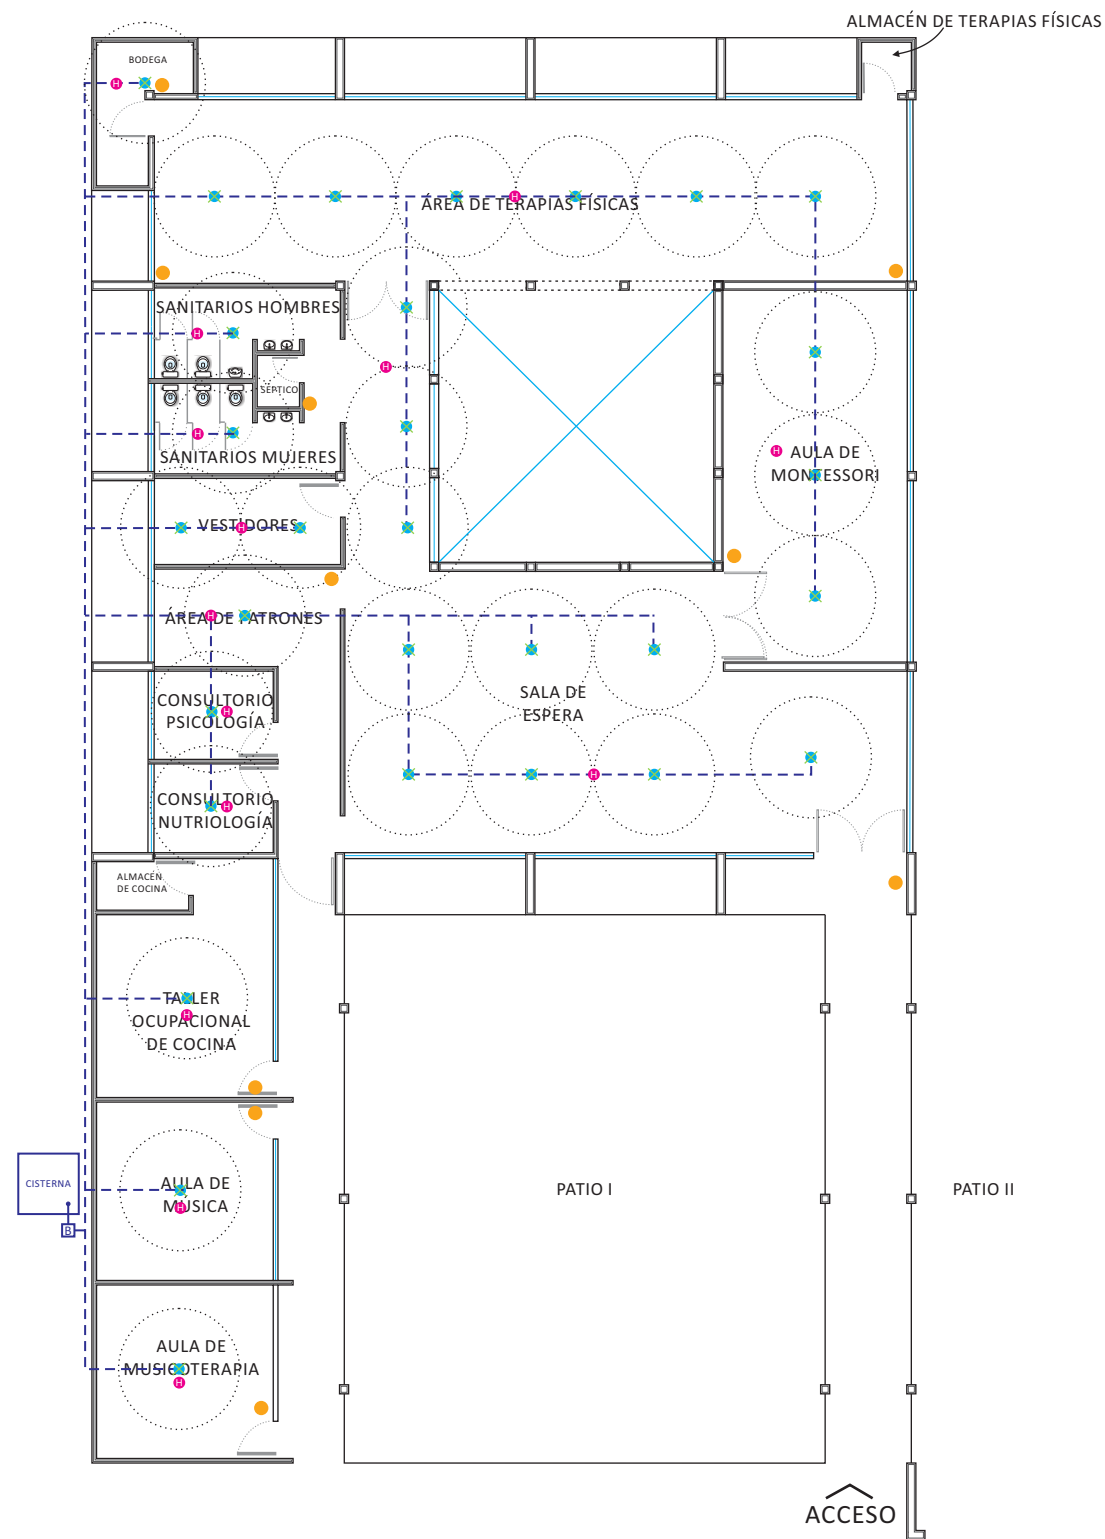 ALMACÉN DE TERAPIAS FÍSICAS
BODEGA
H
H
ÁREA DE TERAPIAS FÍSICAS
SANITARIOS HOMBRES
H
H
SÉPTICO
H
SANITARIOS MUJERES
H
AULA DE
MONTESSORI
VESTIDORES
H
ÁREA DE PATRONES
H
CONSULTORIO
PSICOLOGÍA
H
SALA DE
ESPERA
H
CONSULTORIO
NUTRIOLOGÍA
H
ALMACÉN
DE COCINA
TALLER
OCUPACIONAL
DE COCINA
H
CISTERNA
B
AULA DE
MÚSICA
H
PATIO I
PATIO II
AULA DE
MUSICOTERAPIA
H
ACCESO